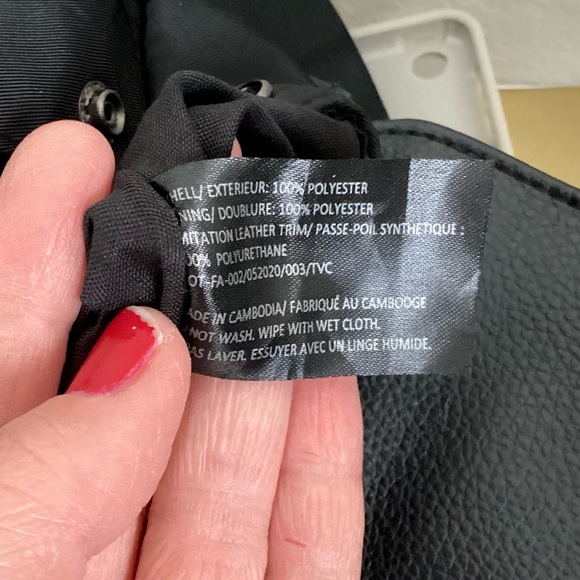 HELL/ EXTERIEUR: 100% POLYESTER
NING/ DOUBLURE: 100% POLYESTER
MITATION LEATHER TRIM/ PASSE-POIL SYNTHETIQUE :
00% POLYURETHANE
OT-FA-002/052020/003/TVC
ADE IN CAMBODIA/ FABRIQUÉ AU CAMBODGE
NOT WASH. WIPE WITH WET CLOTH.
AS LAVER. ESSUYER AVEC UN LINGE HUMIDE.